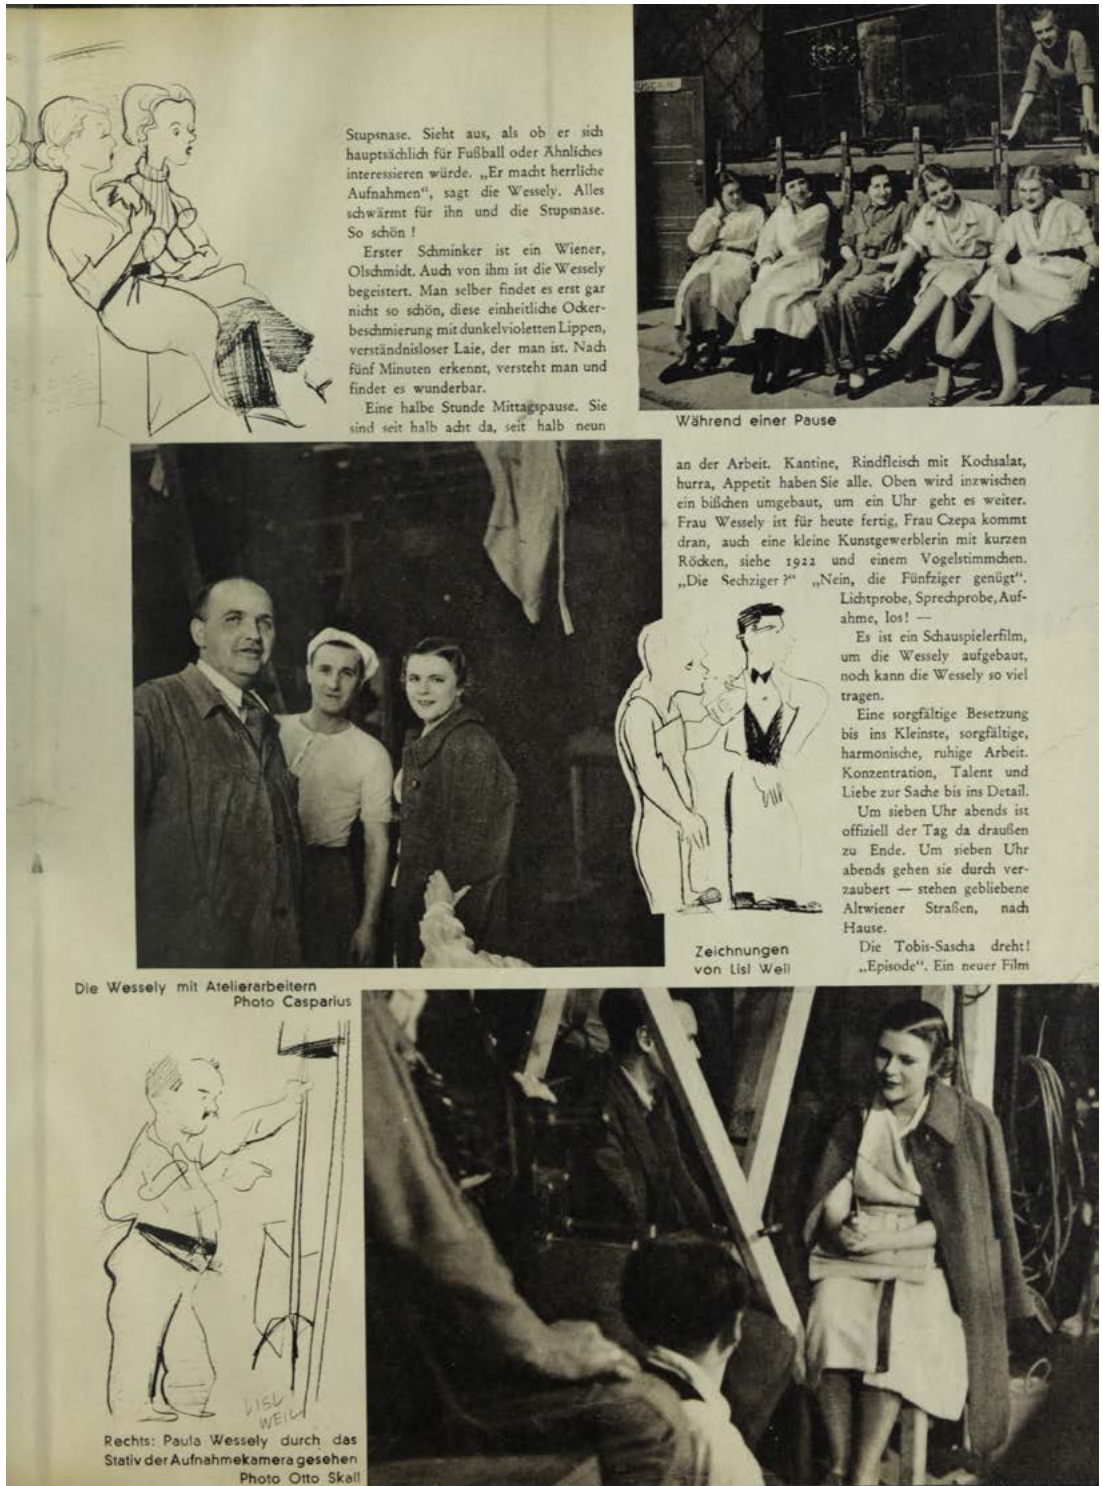 Stupsnase. Sieht aus, als ob er sich
hauptsächlich für Fußball oder Ähnliches
interessieren würde. „Er macht herrliche
Aufnahmen“, sagt die Wessely. Alles
schwärmt für ihn und die Stupsnase.
So schön !
Erster Schminker ist ein Wiener,
Olschmidt. Auch von ihm ist die Wessely
begeistert. Man selber findet es erst gar
nicht so schön, diese einheitliche Ocker-
beschmierung mit dunkelvioletten Lippen,
verständnisloser Laie, der man ist. Nach
fünf Minuten erkennt, versteht man und
findet es wunderbar.
Eine halbe Stunde Mittagspause. Sie
sind seit halb acht da, seit halb neun
Während einer Pause
an der Arbeit. Kantine, Rindfleisch mit Kochsalat,
hurra, Appetit haben Sie alle. Oben wird inzwischen
ein bißchen umgebaut, um ein Uhr geht es weiter.
Frau Wessely ist für heute fertig, Frau Czepa kommt
dran, auch eine kleine Kunstgewerblerin mit kurzen
Röcken, siehe 1922 und einem Vogelstimmchen.
„Die Sechziger?“ „Nein, die Fünfziger genügt“.
Lichtprobe, Sprechprobe, Auf-
ahme, los! —
Es ist ein Schauspielerfilm,
um die Wessely aufgebaut,
noch kann die Wessely so viel
tragen.
Eine sorgfältige Besetzung
bis ins Kleinste, sorgfältige,
harmonische, ruhige Arbeit.
Konzentration, Talent und
Liebe zur Sache bis ins Detail.
Um sieben Uhr abends ist
offiziell der Tag da draußen
zu Ende. Um sieben Uhr
abends gehen sie durch ver-
zaubert — stehen gebliebene
Altwiener Straßen, nach
Hause.
Die Tobis-Sascha dreht!
„Episode“. Ein neuer Film
Zeichnungen
von Lisl Weil
Die Wessely mit Atelierarbeitern
Photo Casparius
LISL
WEIL
Rechts: Paula Wessely durch das
Stativ der Aufnahmekamera gesehen
Photo Otto Skall